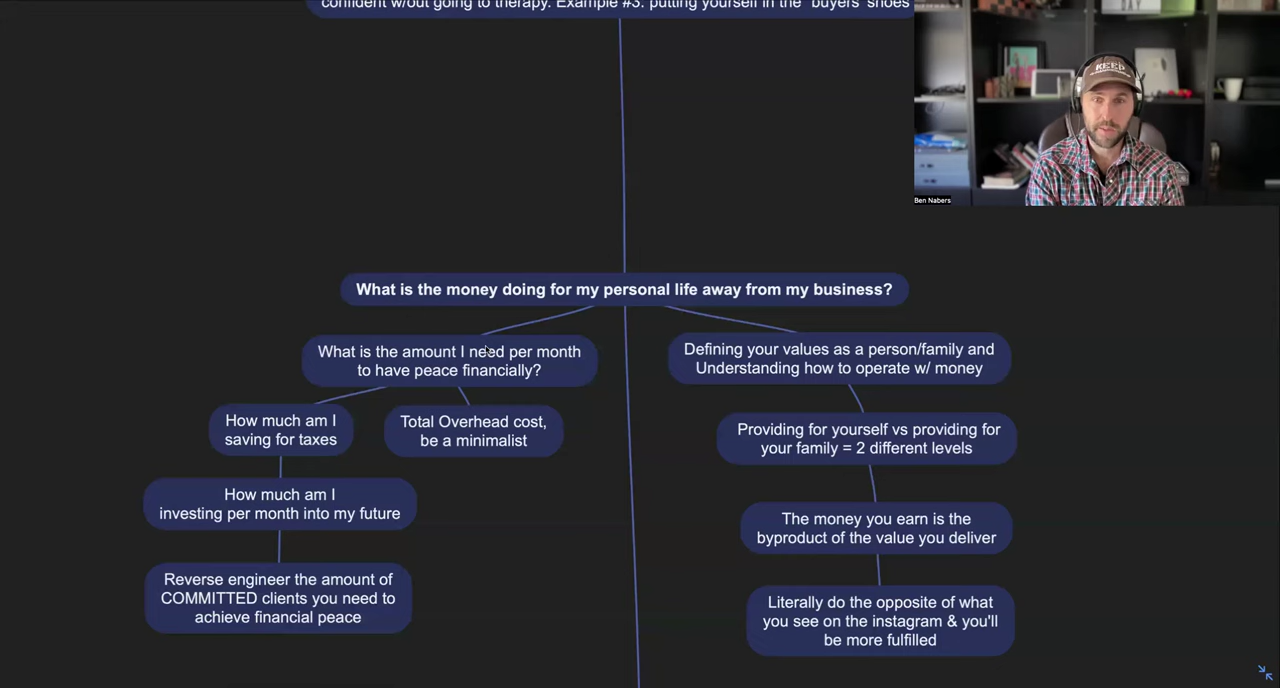 confident w/out going to therapy. Example #3: putting yourself in the "buyers' shoes
KEEP
DAY
Ben Nabers
What is the money doing for my personal life away from my business?
What is the amount I need per month
to have peace financially?
How much am I
saving for taxes
Total Overhead cost,
be a minimalist
How much am I
investing per month into my future
Reverse engineer the amount of
COMMITTED clients you need to
achieve financial peace
Defining your values as a person/family and
Understanding how to operate w/ money
Providing for yourself vs providing for
your family = 2 different levels
The money you earn is the
byproduct of the value you deliver
Literally do the opposite of what
you see on the instagram & you'll
be more fulfilled